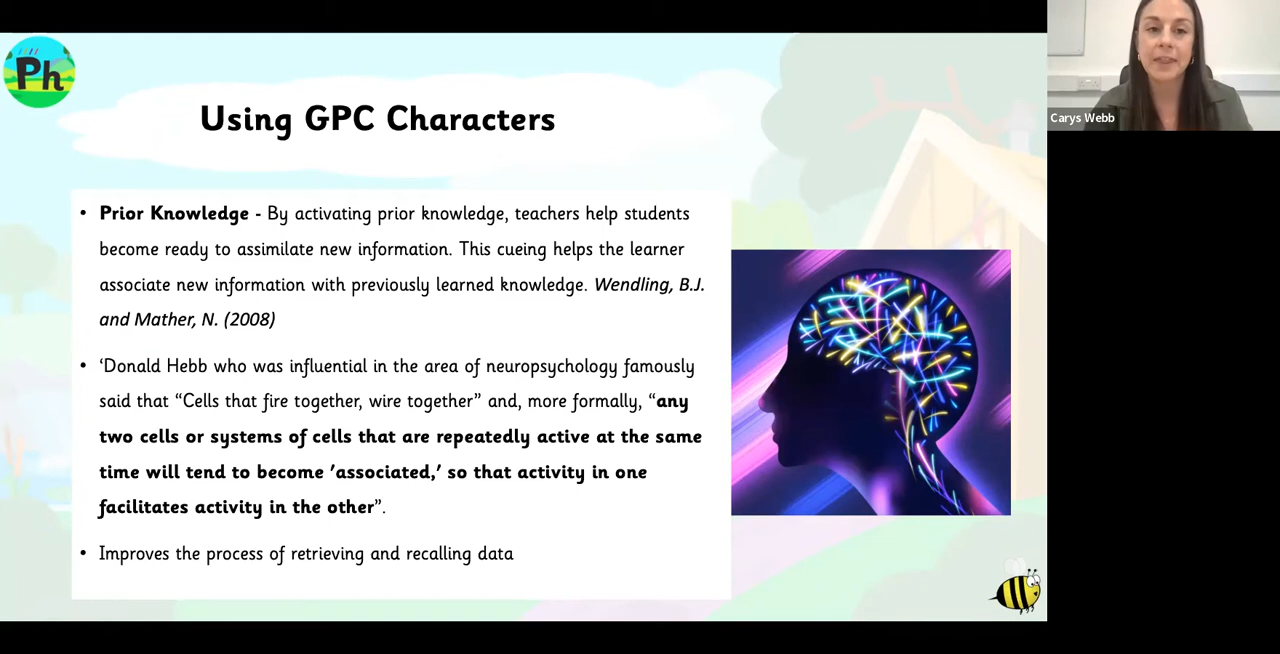 Ph
Using GPC Characters
• Prior Knowledge - By activating prior knowledge, teachers help students
become ready to assimilate new information. This cueing helps the learner
associate new information with previously learned knowledge. Wendling, B.J.
and Mather, N. (2008)
• ‘Donald Hebb who was influential in the area of neuropsychology famously
said that “Cells that fire together, wire together” and, more formally, “any
two cells or systems of cells that are repeatedly active at the same
time will tend to become 'associated,' so that activity in one
facilitates activity in the other”.
• Improves the process of retrieving and recalling data
Carys Webb